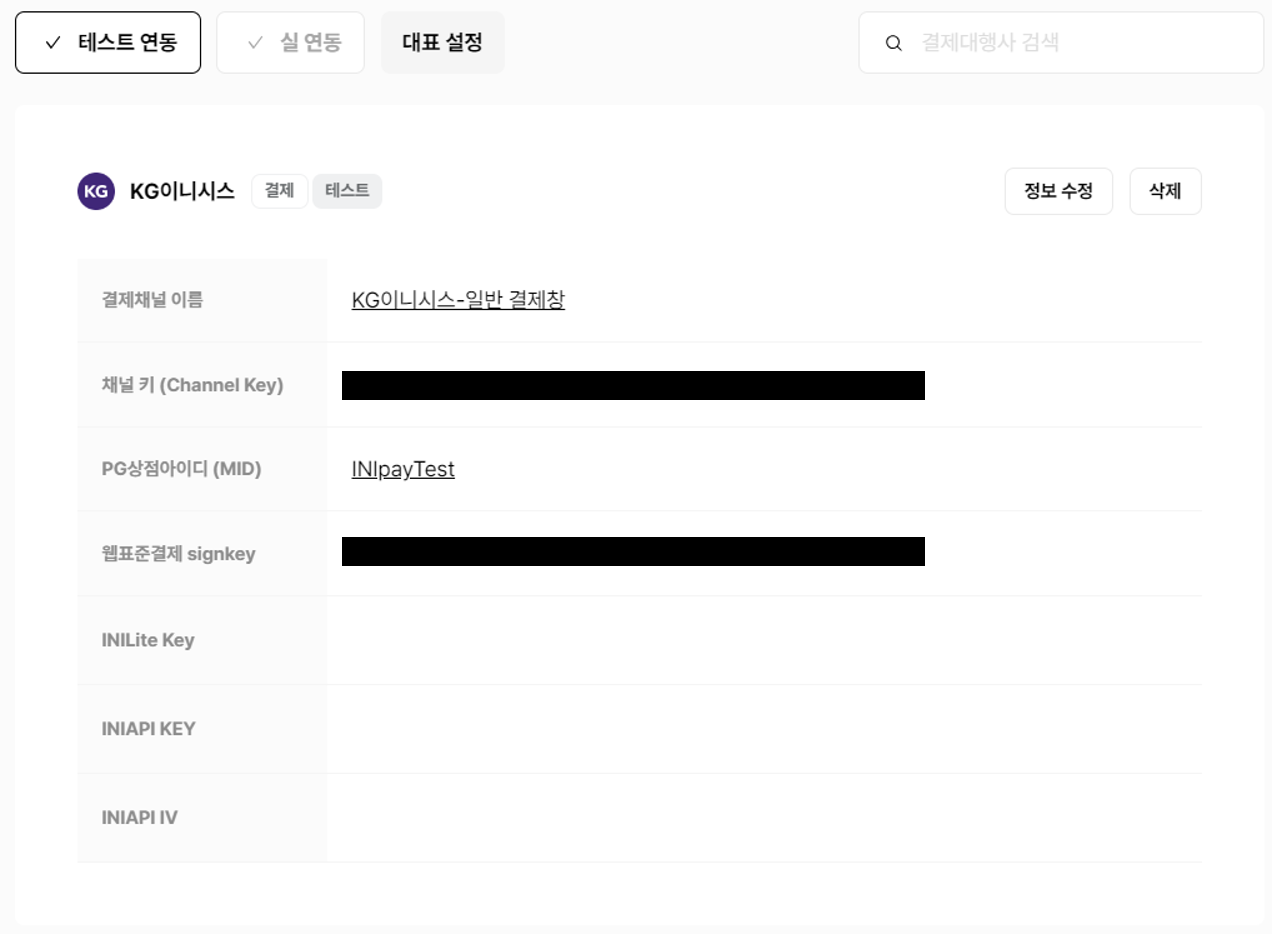 테스트 연동 실 연동 대표 설정 결제대행사 검색
KG KG이니시스 결제 테스트 정보 수정 삭제
결제채널 이름 KG이니시스-일반 결제창
채널 키 (Channel Key)
PG상점아이디 (MID) INIpayTest
웹표준결제 signkey
INILite Key
INIAPI KEY
INIAPI IV